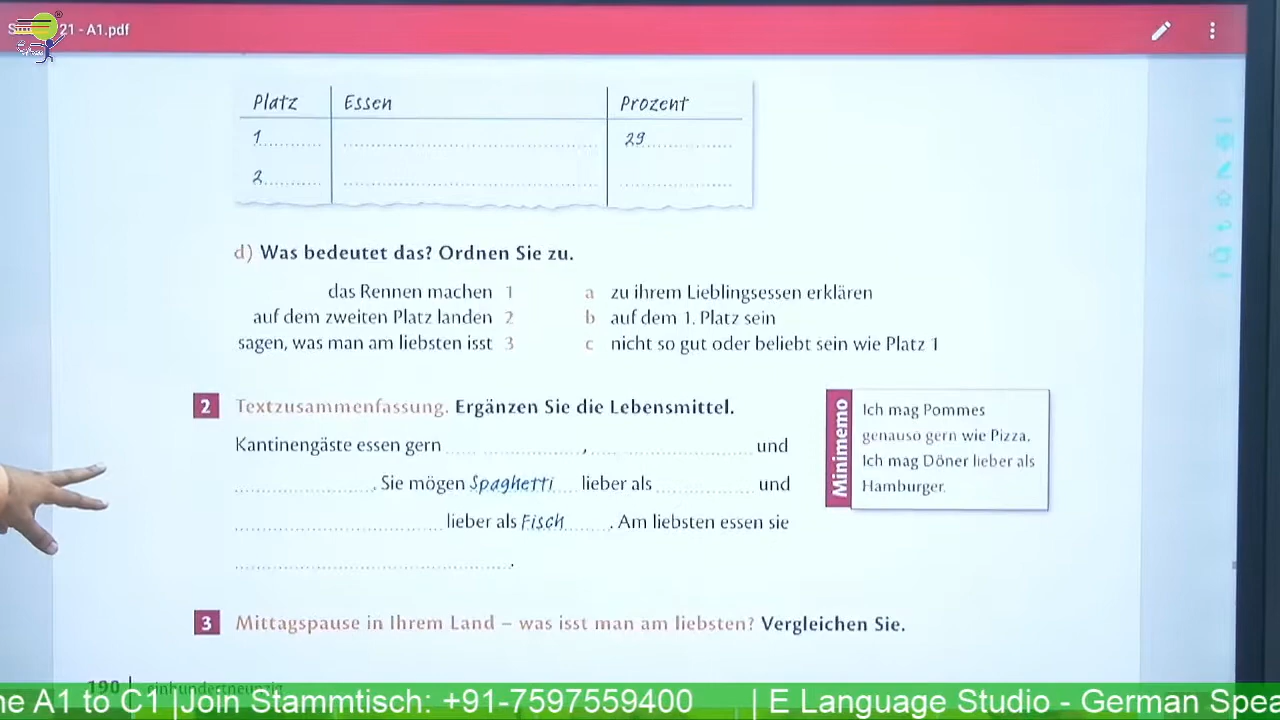 21 - A1.pdf
Platz Essen Prozent
1 29
2
d) Was bedeutet das? Ordnen Sie zu.
das Rennen machen 1 a zu ihrem Lieblingsessen erklären
auf dem zweiten Platz landen 2 b auf dem 1. Platz sein
sagen, was man am liebsten isst 3 c nicht so gut oder beliebt sein wie Platz 1
2 Textzusammenfassung. Ergänzen Sie die Lebensmittel.
Kantinengäste essen gern , und
. Sie mögen Spaghetti lieber als und
lieber als Fisch . Am liebsten essen sie
.
Minimemo
Ich mag Pommes
genauso gern wie Pizza.
Ich mag Döner lieber als
Hamburger.
3 Mittagspause in Ihrem Land – was isst man am liebsten? Vergleichen Sie.
190 einhundertneunzig
ne A1 to C1 |Join Stammtisch: +91-7597559400 | E Language Studio - German Spea